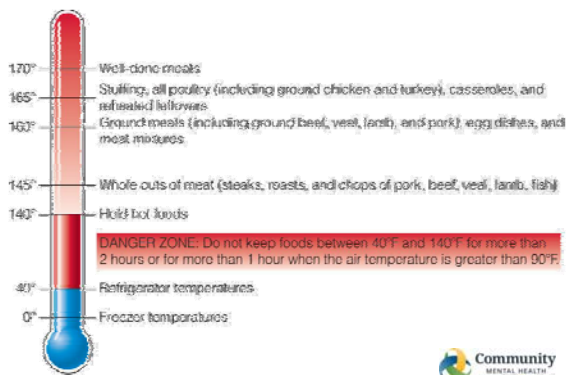 170° Well-done meats
165° Stuffing, all poultry (including ground chicken and turkey), casseroles, and
reheated leftovers
160° Ground meats (including ground beef, veal, lamb, and pork) egg dishes, and
meat mixtures
145° Whole cuts of meat (steaks, roasts, and chops of pork, beef, veal, lamb, fish)
140° Hold hot foods
DANGER ZONE: Do not keep foods between 40°F and 140°F for more than
2 hours or for more than 1 hour when the air temperature is greater than 90°F.
40° Refrigerator temperatures
0° Freezer temperatures
Community
MENTAL HEALTH